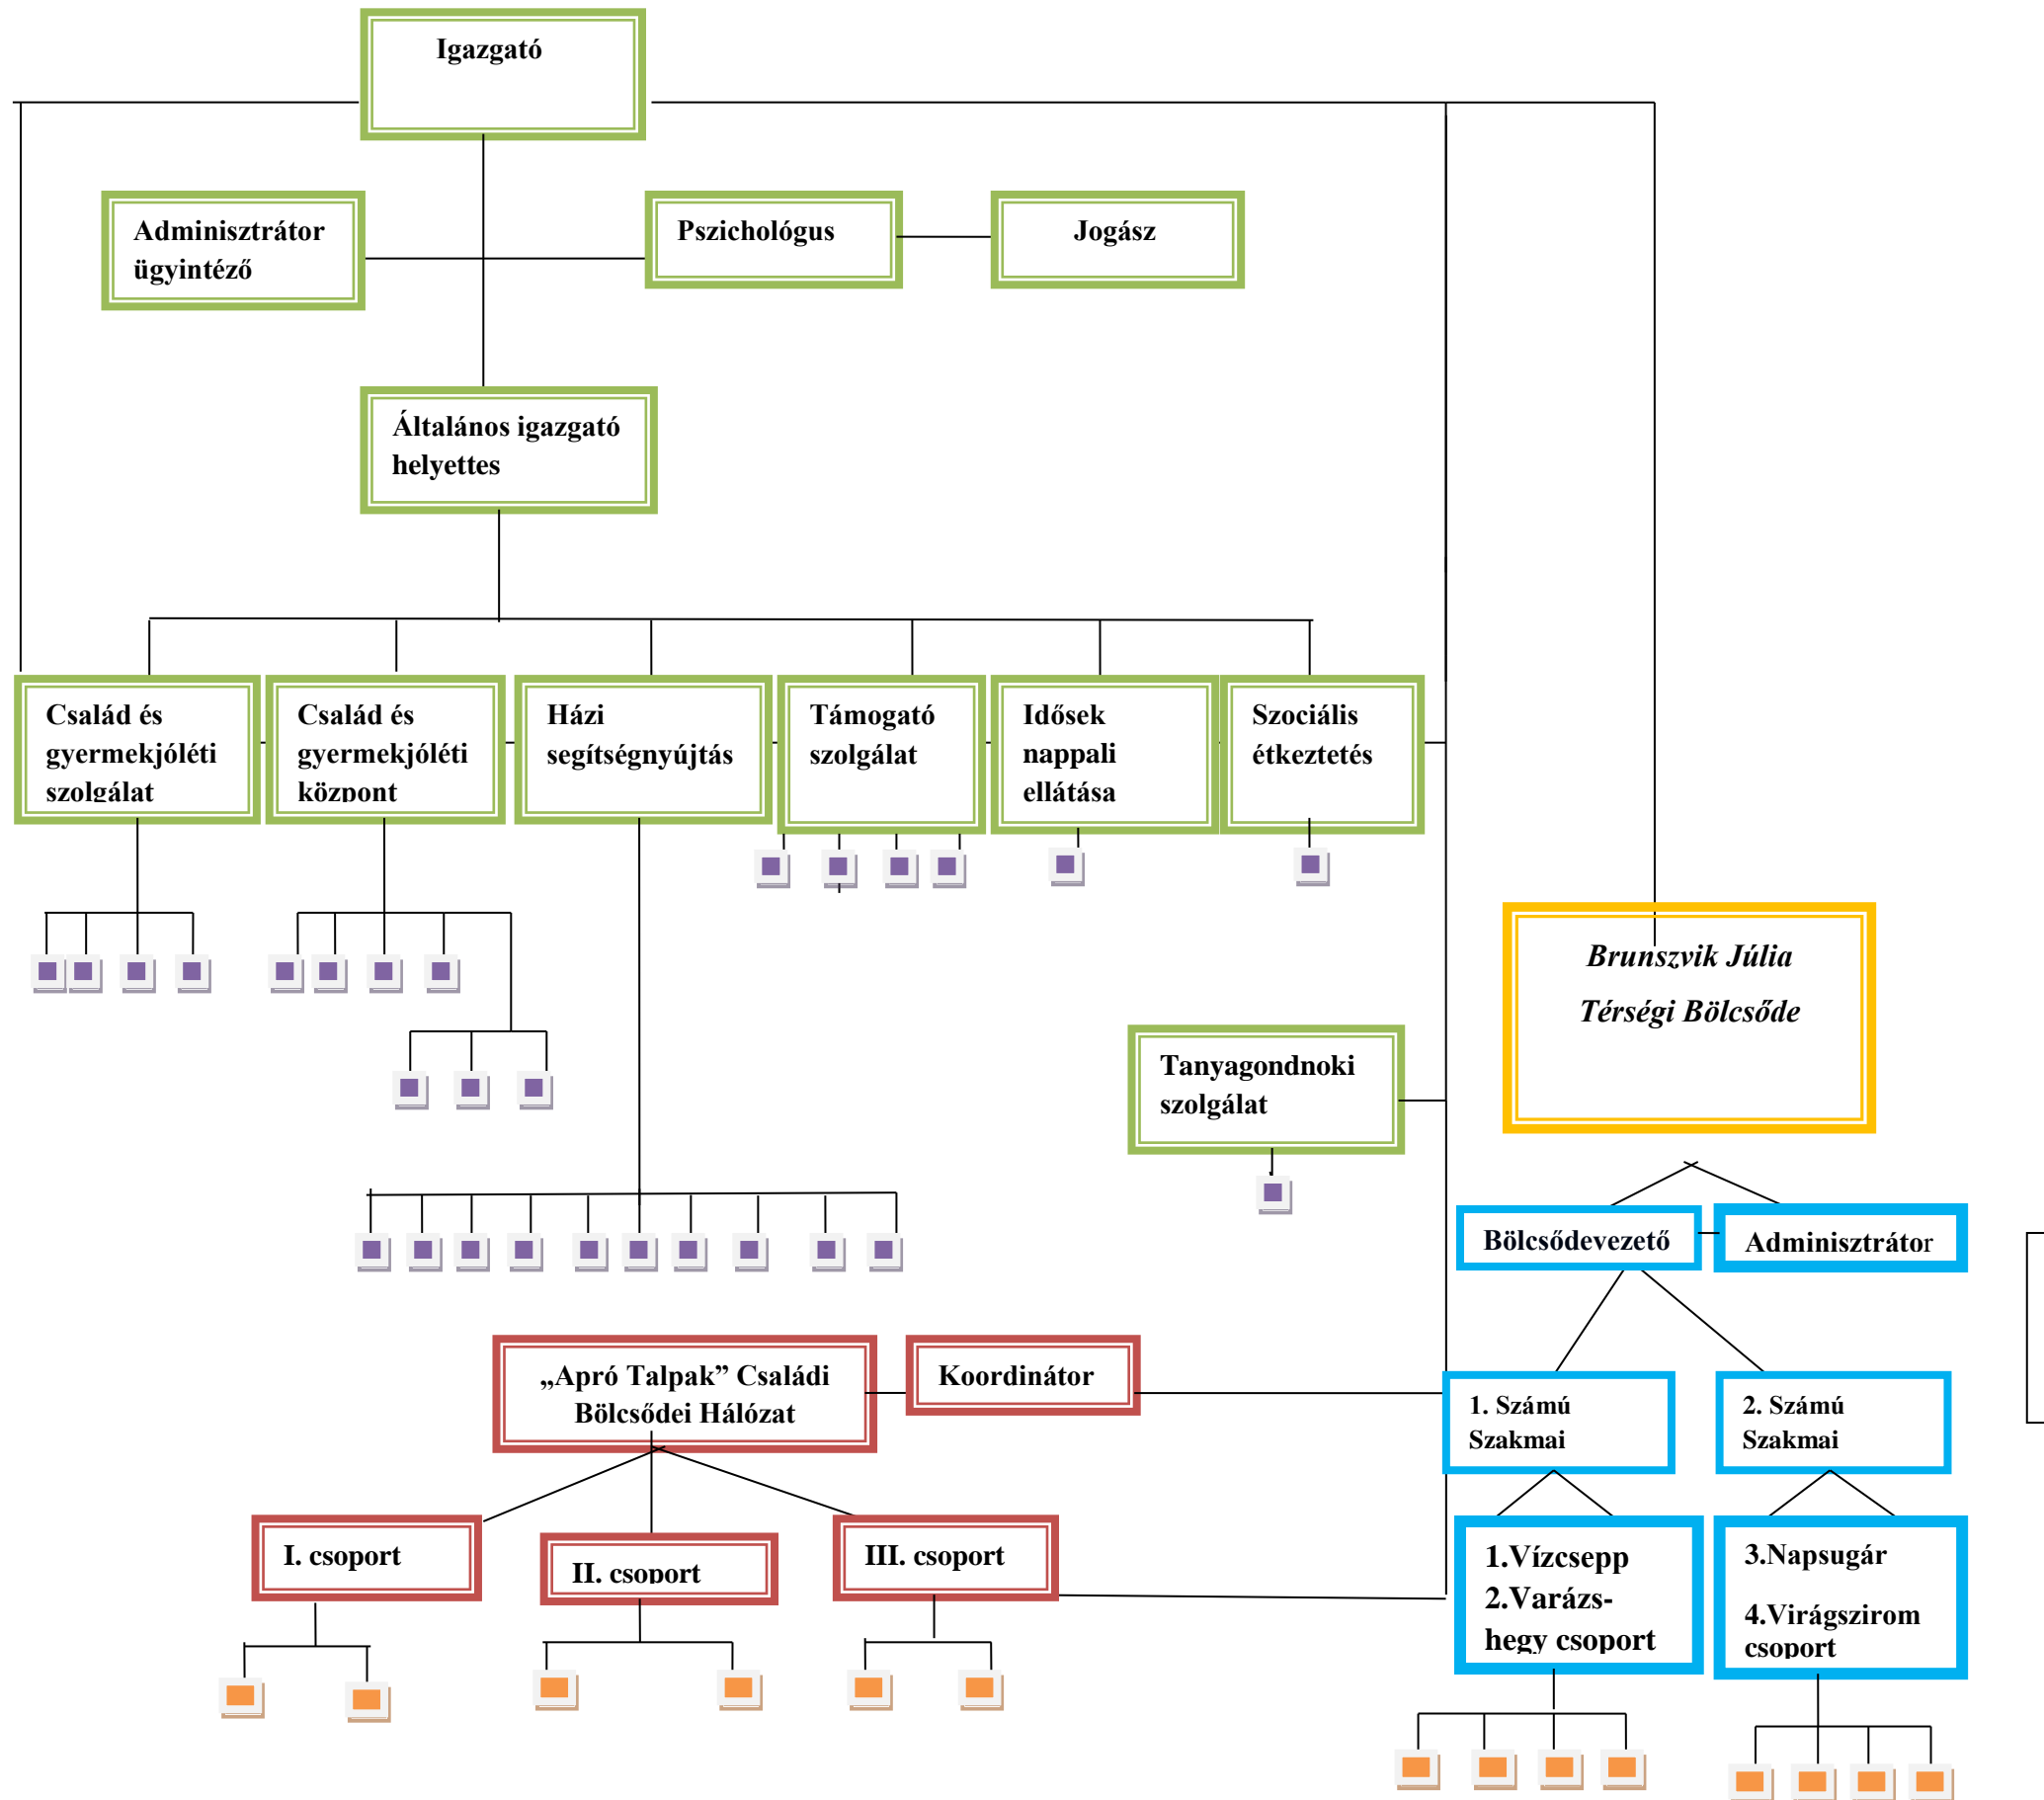 Igazgató
Adminisztrátor
ügyintéző
Pszichológus
Jogász
Általános igazgató
helyettes
Család és
gyermekjóléti
szolgálat
Család és
gyermekjóléti
központ
Házi
segítségnyújtás
Támogató
szolgálat
Idősek
nappali
ellátása
Szociális
étkeztetés
Brunszvik Júlia
Térségi Bölcsőde
Tanyagondnoki
szolgálat
Bölcsődevezető
Adminisztrátor
„Apró Talpak” Családi
Bölcsődei Hálózat
Koordinátor
1. Számú
Szakmai
2. Számú
Szakmai
I. csoport
II. csoport
III. csoport
1.Vízcsepp
2.Varázs-
hegy csoport
3.Napsugár
4.Virágszirom
csoport